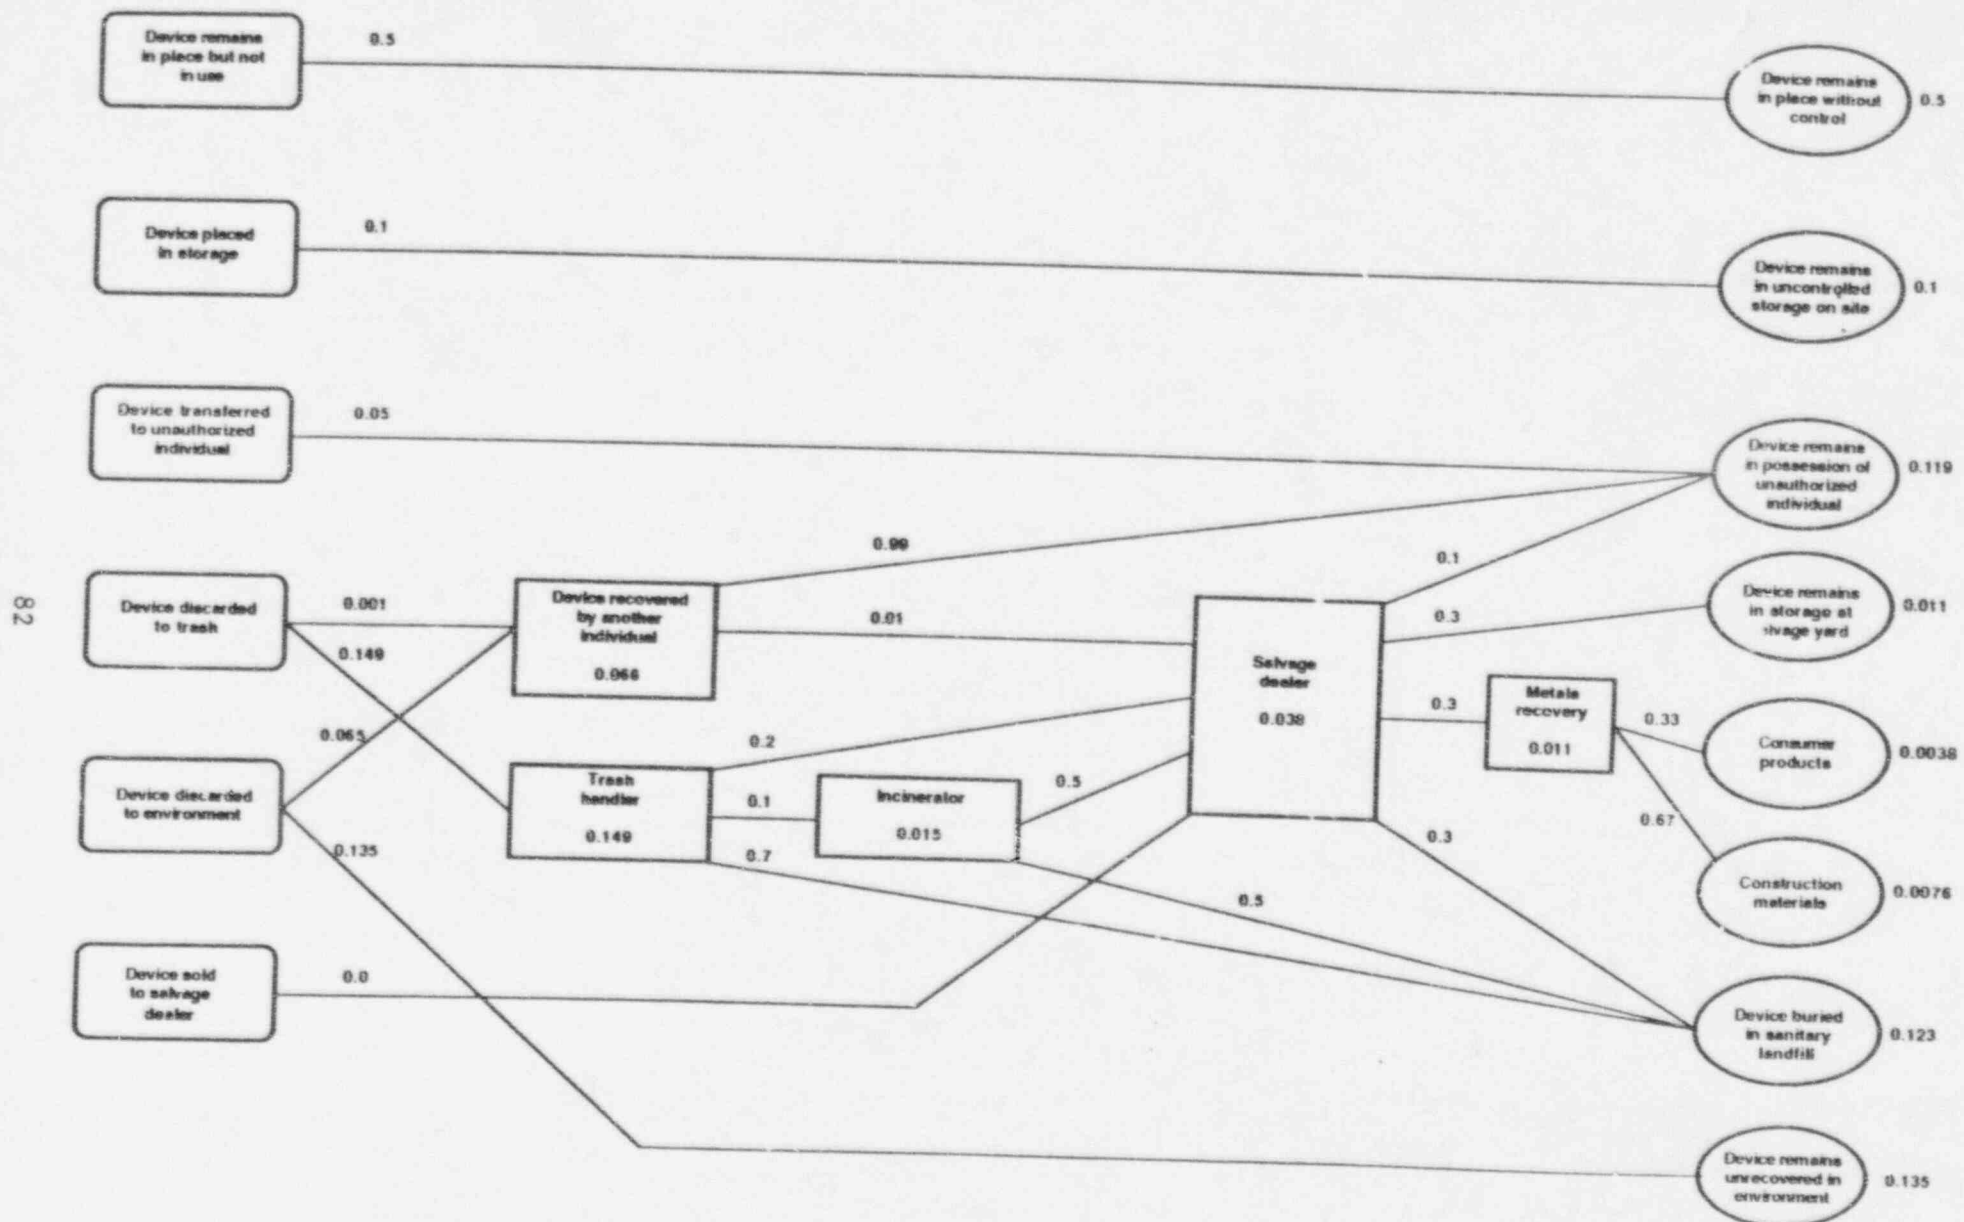 Device remains
in place but not
in use
0.5
Device remains
in place without
control
0.5
Device placed
in storage
0.1
Device remains
in uncontrolled
storage on site
0.1
Device transferred
to unauthorized
individual
0.05
Device remains
in possession of
unauthorized
individual
0.119
0.99
0.1
Device discarded
to trash
0.001
0.149
Device recovered
by another
individual
0.066
0.01
Salvage
dealer
0.038
0.3
Device remains
in storage at
lvage yard
0.011
82
0.3
Metals
recovery
0.011
0.33
Consumer
products
0.0038
0.065
0.2
Device discarded
to environment
0.135
Trash
handler
0.149
0.1
0.7
Incinerator
0.015
0.5
0.5
0.3
0.67
Construction
materials
0.0076
Device sold
to salvage
dealer
0.0
Device buried
in sanitary
landfill
0.123
Device remains
unrecovered in
environment
0.135